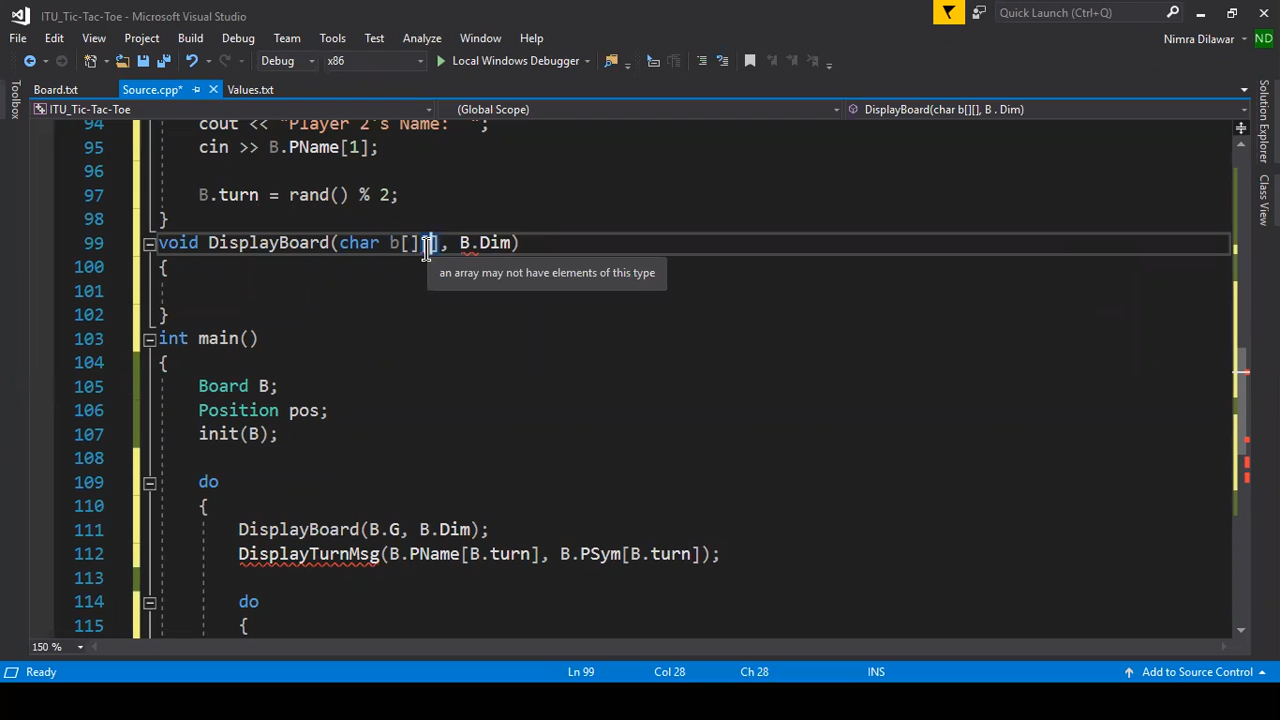 ITU_Tic-Tac-Toe - Microsoft Visual Studio
Quick Launch (Ctrl+Q)
File Edit View Project Build Debug Team Tools Test Analyze Window Help
Nimra Dilawar ND
Debug x86 Local Windows Debugger
Board.txt Source.cpp* Values.txt
ITU_Tic-Tac-Toe (Global Scope) DisplayBoard(char b[][], B . Dim)
Toolbox
Solution Explorer
Class View
94 cout << "Player 2's Name:  ";
95 cin >> B.PName[1];
96
97 B.turn = rand() % 2;
98 }
99 void DisplayBoard(char b[][], B.Dim)
an array may not have elements of this type
100 {
101
102 }
103 int main()
104 {
105 Board B;
106 Position pos;
107 init(B);
108
109 do
110 {
111 DisplayBoard(B.G, B.Dim);
112 DisplayTurnMsg(B.PName[B.turn], B.PSym[B.turn]);
113
114 do
115 {
150 %
Ready Ln 99 Col 28 Ch 28 INS Add to Source Control